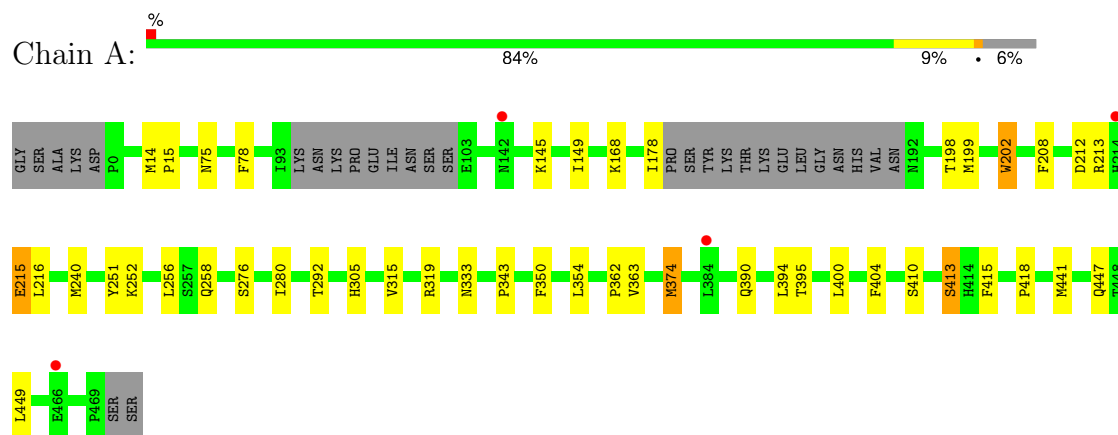 %
Chain A:
84% 9% • 6%
GLY SER ALA LYS ASP P0 M14 P15 N75 F78 I93 LYS ASN LYS PRO GLU ILE ASN SER SER E103 N142 K145 I149 K168 I178 PRO SER TYR LYS THR LYS GLU LEU GLY ASN HIS VAL ASN N192 T198 M199 W202 F208 D212 R213 H214
E215 L216 M240 Y251 K252 L256 S257 Q258 S276 I280 T292 H305 V315 R319 N333 P343 F350 L354 P362 V363 M374 L384 Q390 L394 T395 L400 F404 S410 S413 H414 F415 P418 M441 Q447 T448
L449 E466 P469 SER SER